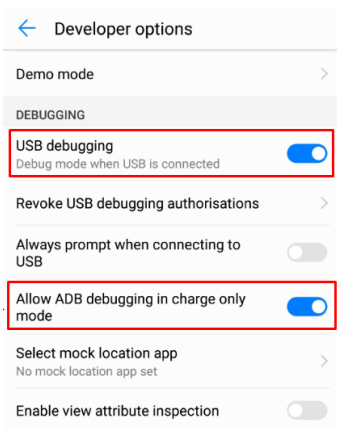 Developer options
Demo mode
DEBUGGING
USB debugging
Debug mode when USB is connected
Revoke USB debugging authorisations
Always prompt when connecting to
USB
Allow ADB debugging in charge only
mode
Select mock location app
No mock location app set
Enable view attribute inspection